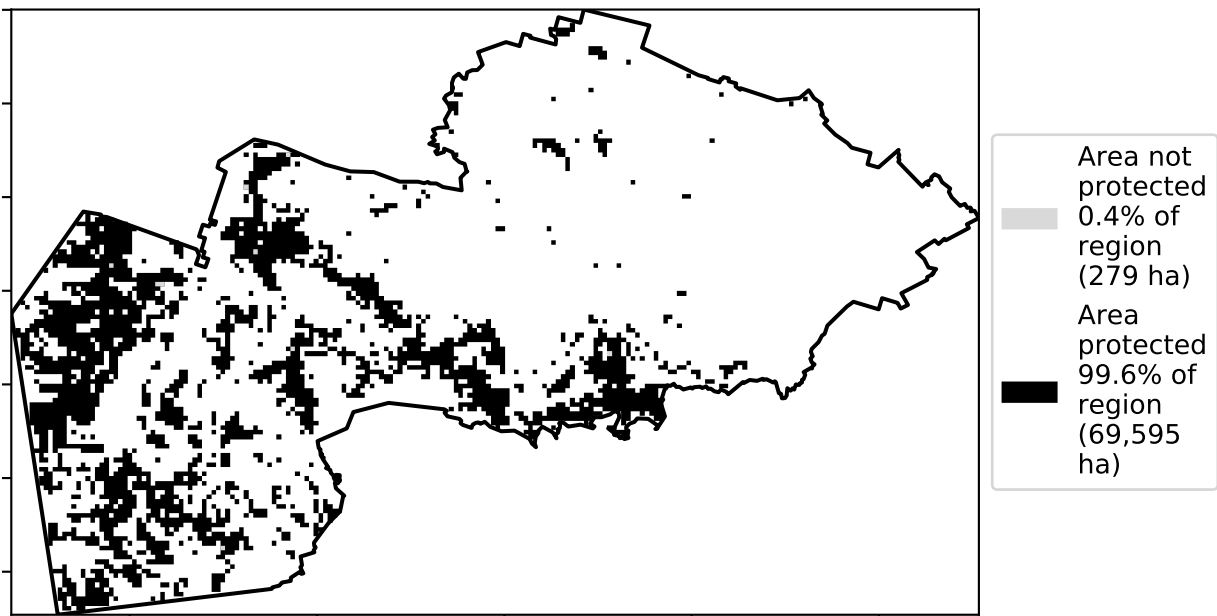 Area not
protected
0.4% of
region
(279 ha)
Area
protected
99.6% of
region
(69,595
ha)